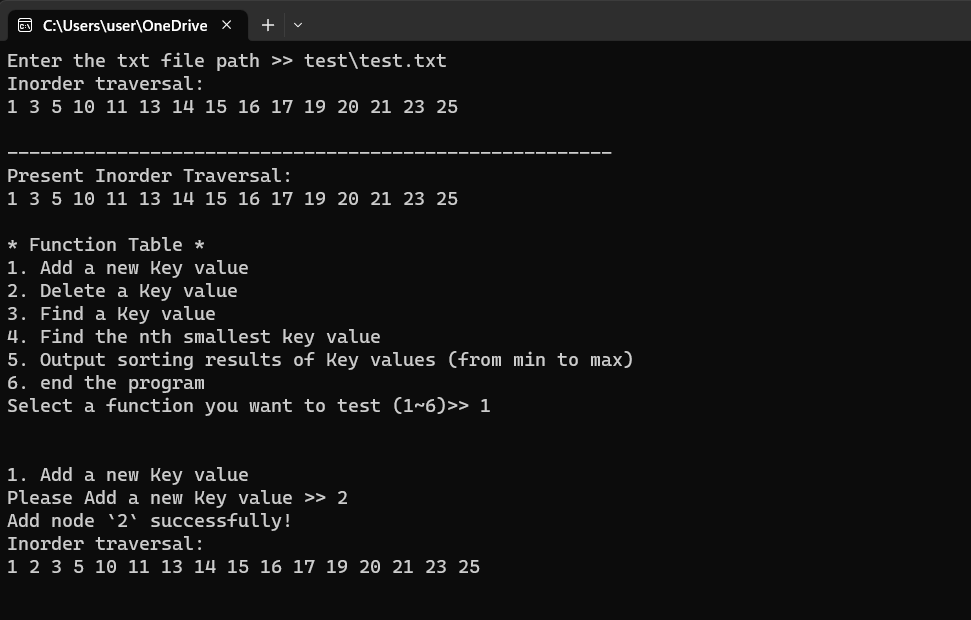 C:\Users\user\OneDrive
Enter the txt file path >> test\test.txt
Inorder traversal:
1 3 5 10 11 13 14 15 16 17 19 20 21 23 25
-------------------------------------------------------
Present Inorder Traversal:
1 3 5 10 11 13 14 15 16 17 19 20 21 23 25
* Function Table *
1. Add a new Key value
2. Delete a Key value
3. Find a Key value
4. Find the nth smallest key value
5. Output sorting results of Key values (from min to max)
6. end the program
Select a function you want to test (1~6)>> 1
1. Add a new Key value
Please Add a new Key value >> 2
Add node `2` successfully!
Inorder traversal:
1 2 3 5 10 11 13 14 15 16 17 19 20 21 23 25